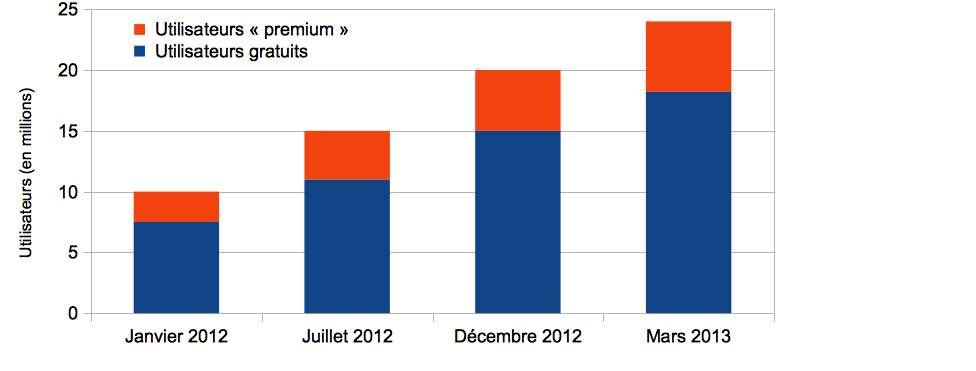 25
20
15
10
5
0
Utilisateurs (en millions)
Utilisateurs « premium »
Utilisateurs gratuits
Janvier 2012
Juillet 2012
Décembre 2012
Mars 2013